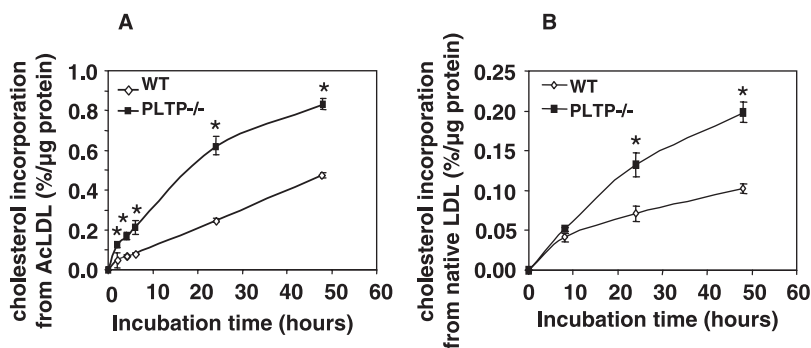 A
cholesterol incorporation
from AcLDL (%/µg protein)
1.0
0.8
0.6
0.4
0.2
0.0
WT
PLTP-/-
*
*
*
*
*
0 10 20 30 40 50 60
Incubation time (hours)
B
cholesterol incorporation
from native LDL (%/µg protein)
0.25
0.20
0.15
0.10
0.05
0.00
WT
PLTP-/-
*
*
0 10 20 30 40 50 60
Incubation time (hours)